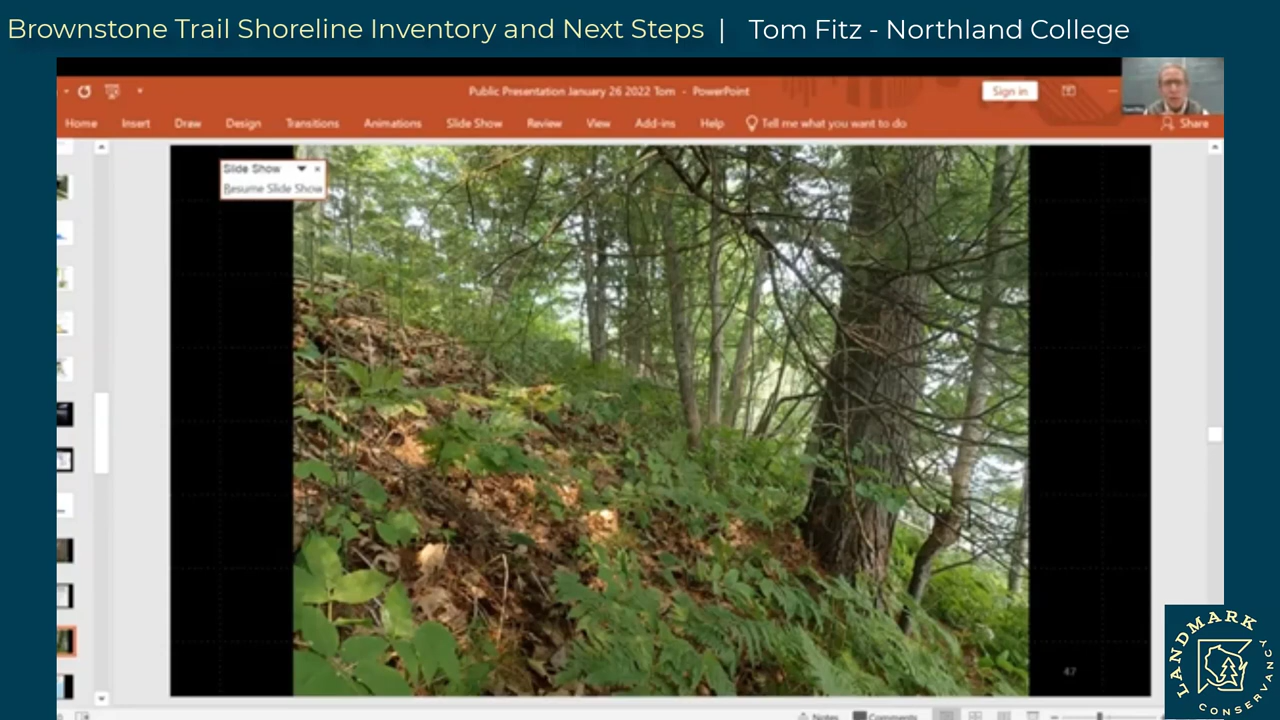 Brownstone Trail Shoreline Inventory and Next Steps | Tom Fitz - Northland College
Public Presentation January 26 2022 Tom - PowerPoint
Sign in
Home Insert Draw Design Transitions Animations Slide Show Review View Add-ins Help Tell me what you want to do
Share
Slide Show
Resume Slide Show
47
LANDMARK
CONSERVANCY
Notes Comments